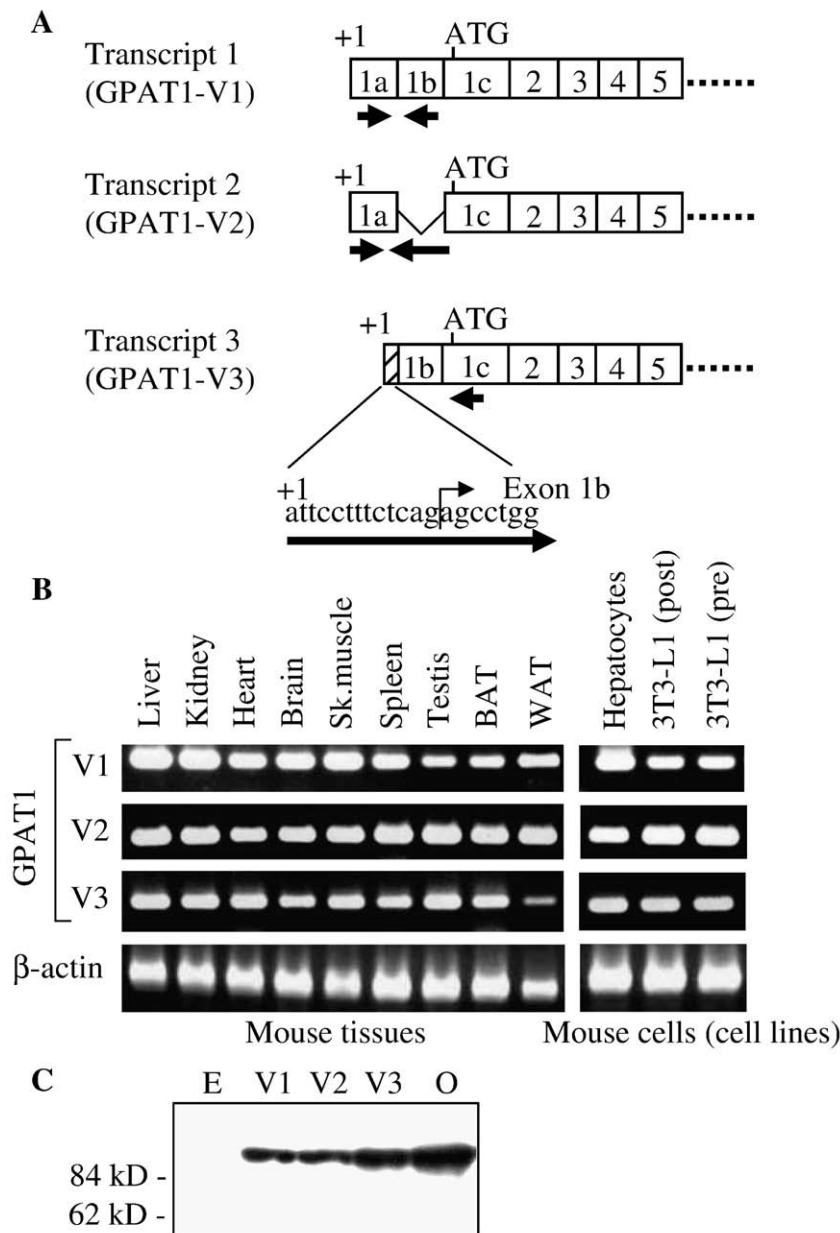 A
+1 ATG
Transcript 1
(GPAT1-V1)
1a 1b 1c 2 3 4 5
+1 ATG
Transcript 2
(GPAT1-V2)
1a 1c 2 3 4 5
+1 ATG
Transcript 3
(GPAT1-V3)
1b 1c 2 3 4 5
+1 Exon 1b
attcctttctcagagcctgg
B
Liver Kidney Heart Brain Sk.muscle Spleen Testis BAT WAT Hepatocytes 3T3-L1 (post) 3T3-L1 (pre)
GPAT1
V1
V2
V3
β-actin
Mouse tissues Mouse cells (cell lines)
C
E V1 V2 V3 O
84 kD -
62 kD -